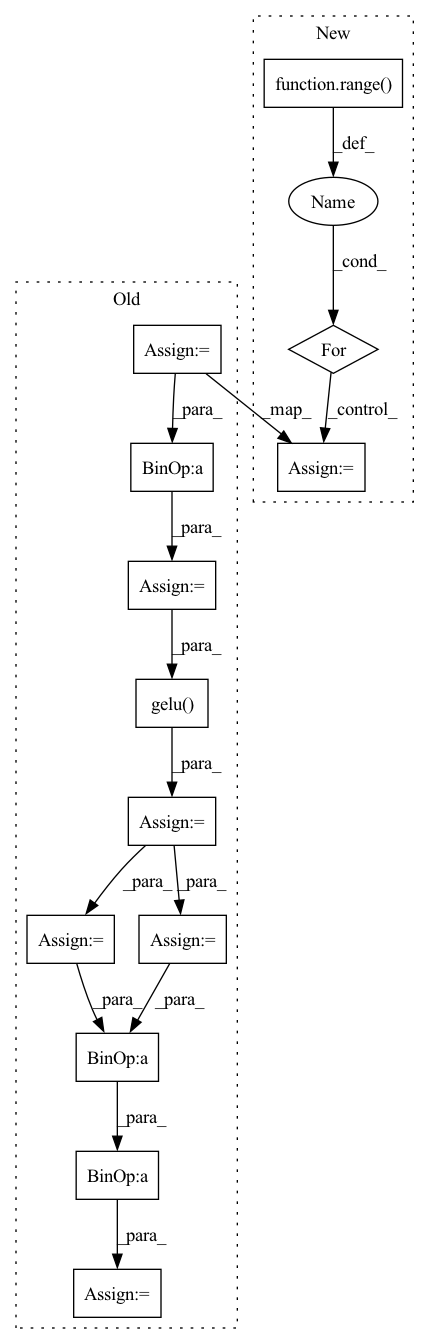 New
function.range()
_def_
Name
_cond_
Old
Assign:=
For
_para_
_map_
_control_
BinOp:a
Assign:=
_para_
Assign:=
_para_
gelu()
_para_
Assign:=
_para_
_para_
Assign:=
Assign:=
_para_
_para_
BinOp:a
_para_
BinOp:a
_para_
Assign:=